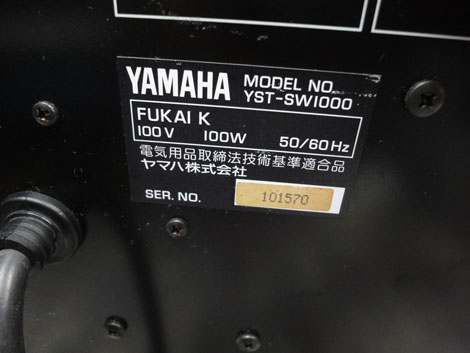 YAMAHA MODEL NO. YST-SW1000
FUKAI K
100V 100W 50/60Hz
電気用品取締法技術基準適合品
ヤマハ株式会社
SER. NO. 101570